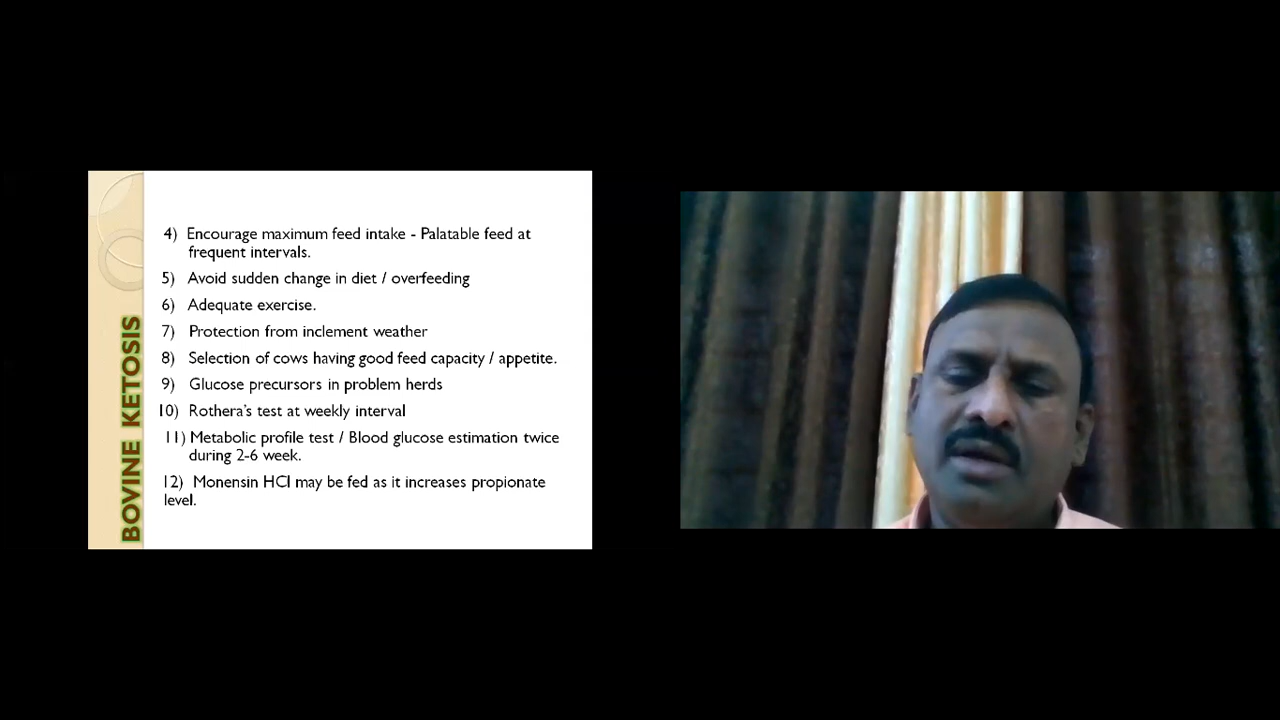 BOVINE KETOSIS
4) Encourage maximum feed intake - Palatable feed at
frequent intervals.
5) Avoid sudden change in diet / overfeeding
6) Adequate exercise.
7) Protection from inclement weather
8) Selection of cows having good feed capacity / appetite.
9) Glucose precursors in problem herds
10) Rothera's test at weekly interval
11) Metabolic profile test / Blood glucose estimation twice
during 2-6 week.
12) Monensin HCl may be fed as it increases propionate
level.